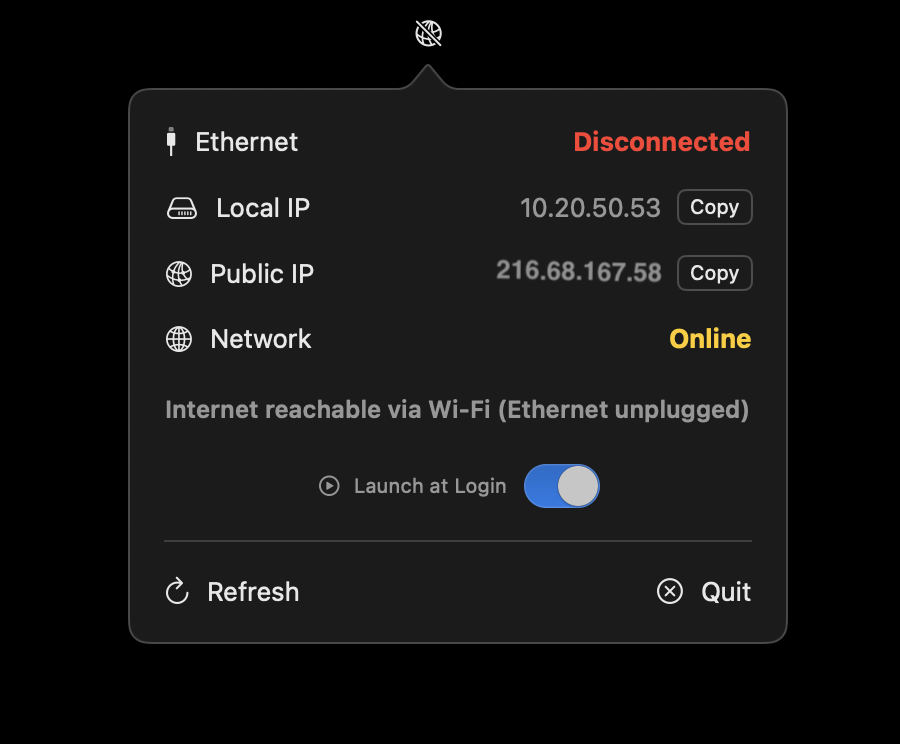 Ethernet Disconnected
Local IP 10.20.50.53 Copy
Public IP 216.68.167.58 Copy
Network Online
Internet reachable via Wi-Fi (Ethernet unplugged)
Launch at Login
Refresh Quit